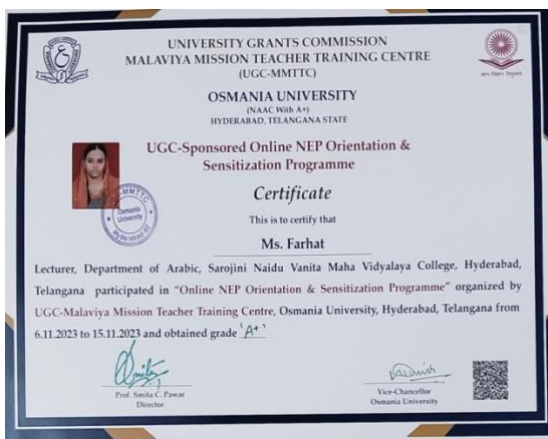 UNIVERSITY GRANTS COMMISSION
MALAVIYA MISSION TEACHER TRAINING CENTRE
(UGC-MMTTC)
OSMANIA UNIVERSITY
(NAAC With A+)
HYDERABAD, TELANGANA STATE
UGC-Sponsored Online NEP Orientation &
Sensitization Programme
Certificate
Osmania
University
This is to certify that
Ms. Farhat
Lecturer, Department of Arabic, Sarojini Naidu Vanita Maha Vidyalaya College, Hyderabad,
Telangana participated in "Online NEP Orientation & Sensitization Programme" organized by
UGC-Malaviya Mission Teacher Training Centre, Osmania University, Hyderabad, Telangana from
6.11.2023 to 15.11.2023 and obtained grade 'A+'
Prof. Smita C. Pawar
Director
Vice-Chancellor
Osmania University